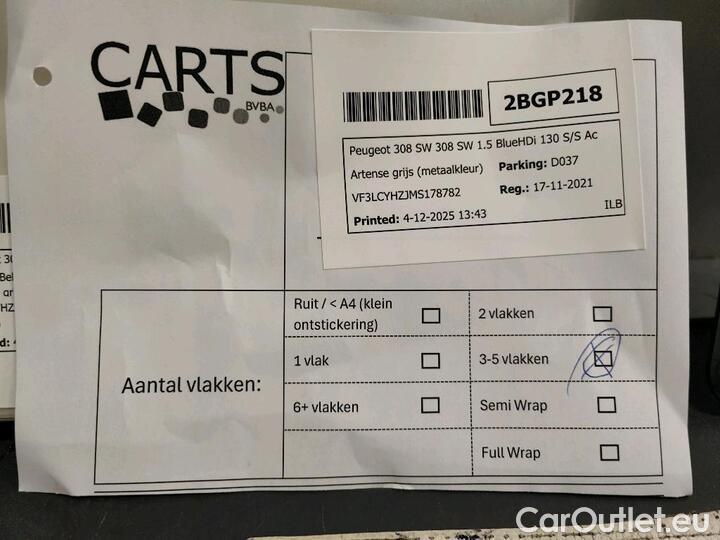 CARTS
BVBA
2BGP218
Peugeot 308 SW 308 SW 1.5 BlueHDi 130 S/S Ac
Artense grijs (metaalkleur) Parking: D037
VF3LCYHZJMS178782 Reg.: 17-11-2021
Printed: 4-12-2025 13:43 ILB
Aantal vlakken:
Ruit / < A4 (klein
ontstickering)
2 vlakken
1 vlak
3-5 vlakken
6+ vlakken
Semi Wrap
Full Wrap
CarOutlet.eu